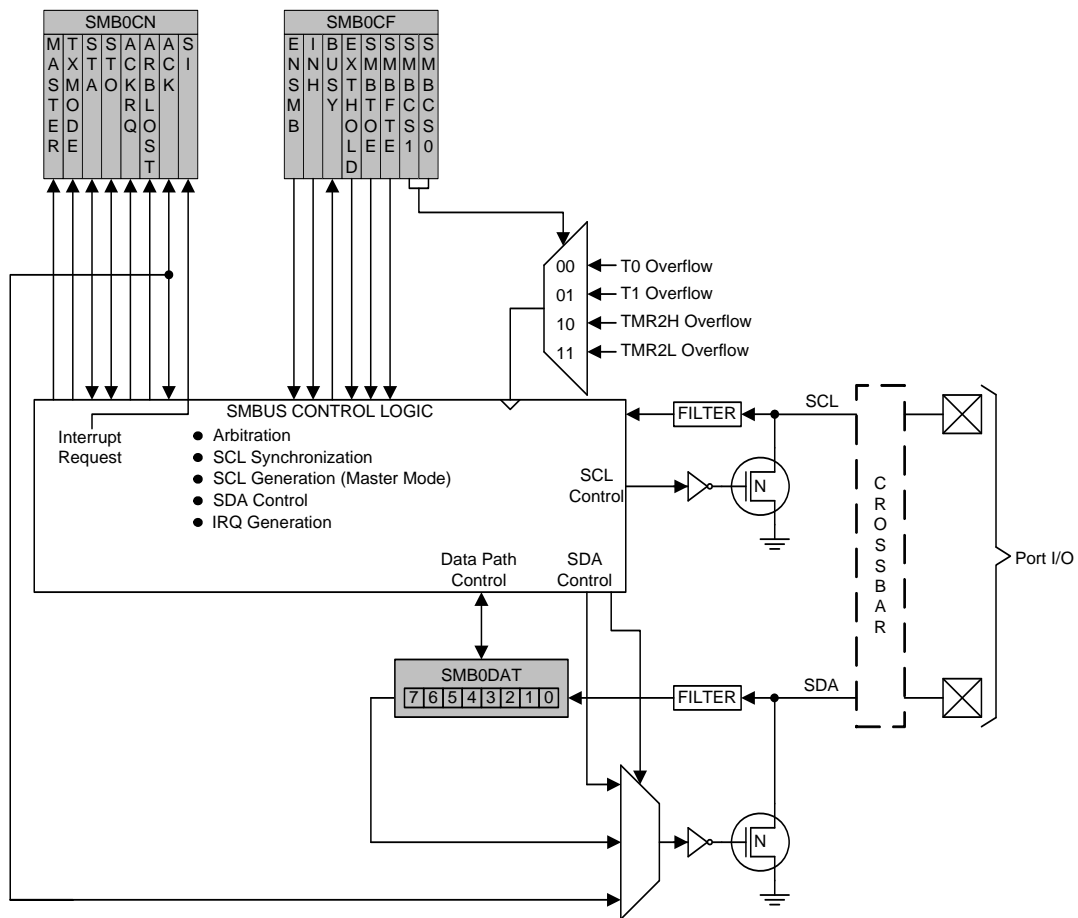 SMB0CN
MASTER
TXMODE
STA
STO
ACKRQ
ARBLOST
ACK
SI
SMB0CF
ENSMB
INH
BUSY
EXTHOLD
SMBTOE
SMBFTE
SMBCS1
SMBCS0
00
T0 Overflow
01
T1 Overflow
10
TMR2H Overflow
11
TMR2L Overflow
SMBUS CONTROL LOGIC
Interrupt
Request
● Arbitration
● SCL Synchronization
● SCL Generation (Master Mode)
● SDA Control
● IRQ Generation
SCL
Control
Data Path
Control
SDA
Control
FILTER
SCL
N
CROSSBAR
Port I/O
SMB0DAT
7 6 5 4 3 2 1 0
FILTER
SDA
N